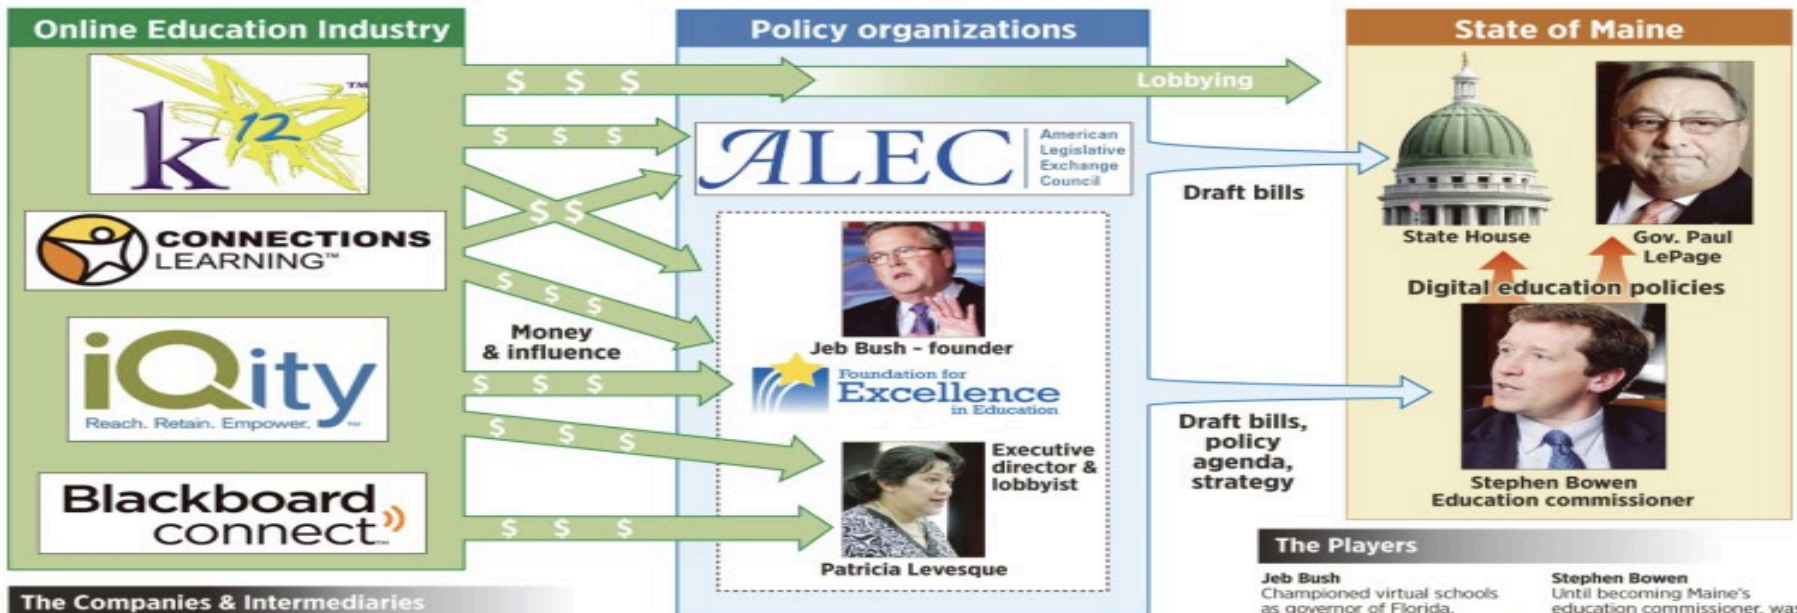 Online Education Industry
k12
TM
CONNECTIONS
LEARNING™
iQity
Reach. Retain. Empower.
TM
Blackboard
connect
TM
The Companies & Intermediaries
$ $ $
$ $ $
$ $
$ $ $
Money
& influence
$ $ $
$ $ $
$ $ $
Policy organizations
Lobbying
ALEC
American
Legislative
Exchange
Council
Jeb Bush - founder
Foundation for
Excellence
in Education
Executive
director &
lobbyist
Patricia Levesque
Draft bills
Draft bills,
policy
agenda,
strategy
State of Maine
State House
Gov. Paul
LePage
Digital education policies
Stephen Bowen
Education commissioner
The Players
Jeb Bush
Championed virtual schools
as governor of Florida.
Stephen Bowen
Until becoming Maine's
education commissioner, was